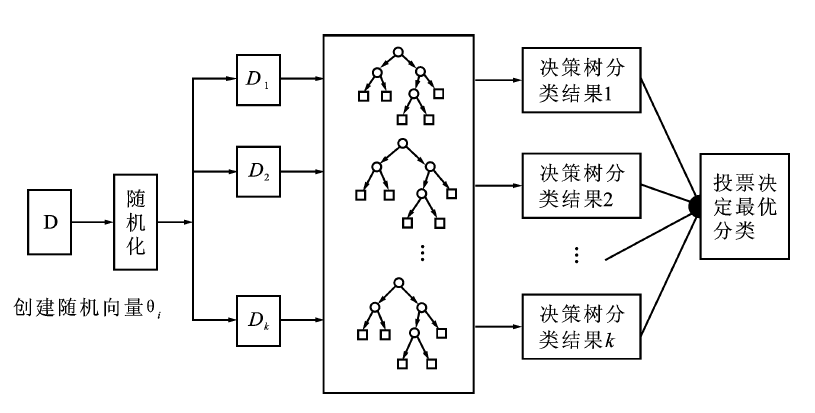 D
随
机
化
创建随机向量θi
D1
D2
Dk
⋮
决策树分
类结果1
决策树分
类结果2
⋮
决策树分
类结果k
投票决
定最优
分类